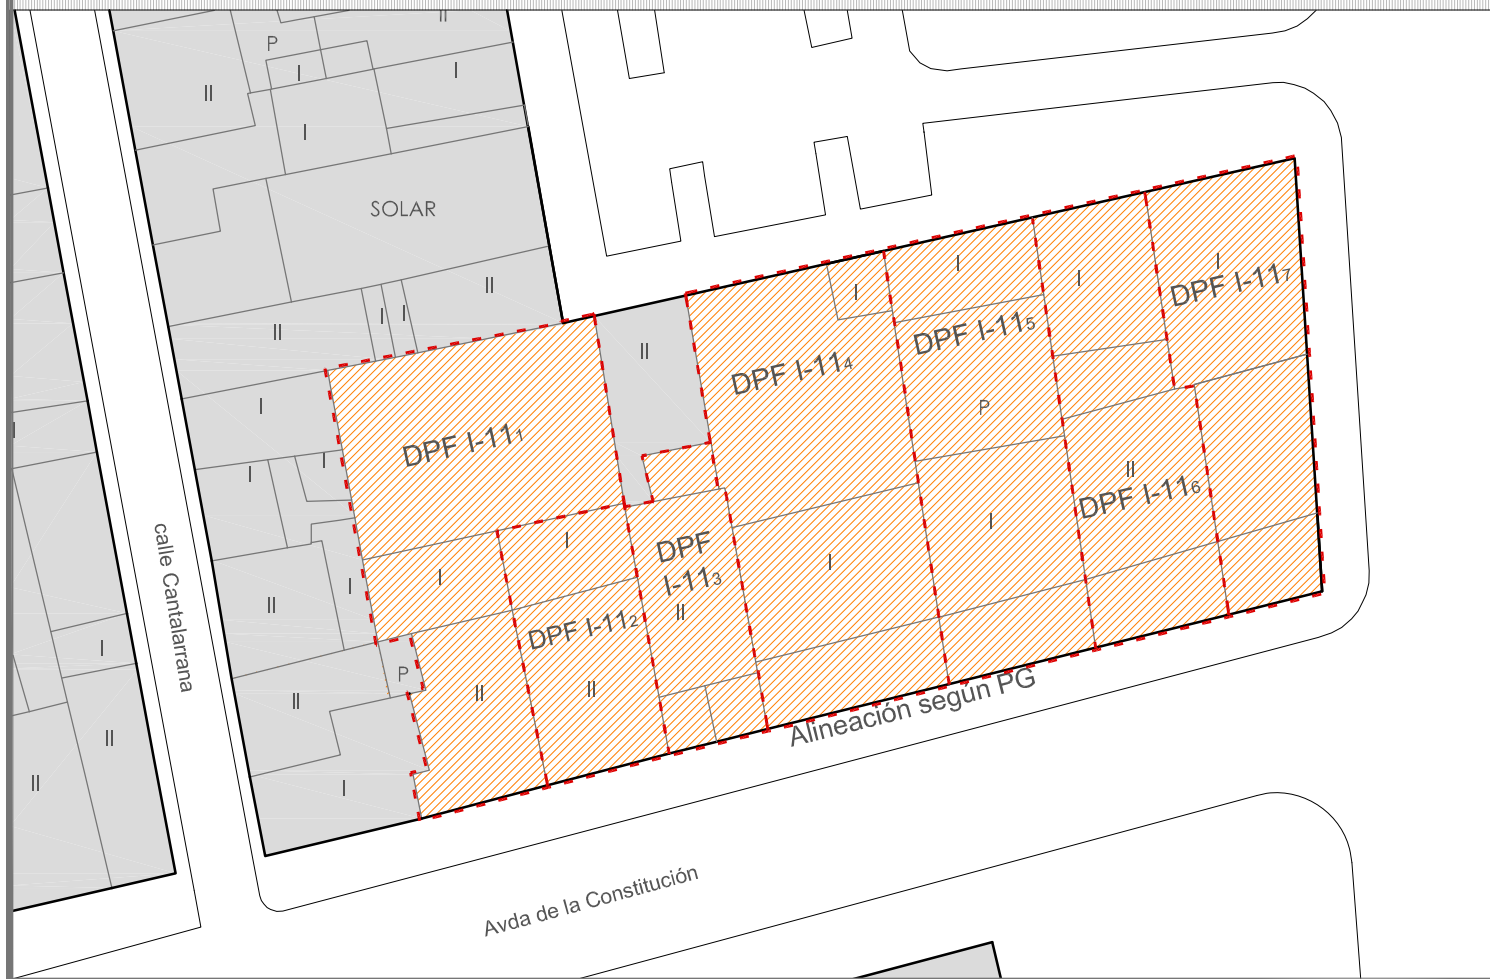 II
P
I
I
II
I
SOLAR
II
I
I
II
I
I
I
I
I
II
II
DPF I-11₁
DPF I-11₄
DPF I-11₅
DPF I-11₇
I
I
I
I
P
I
I
I
I
II
DPF I-11₆
DPF
I-11₃
II
I
I
DPF I-11₂
II
I
I
II
P
II
II
I
II
II
I
calle Cantalarrana
Alineación según PG
Avda de la Constitución